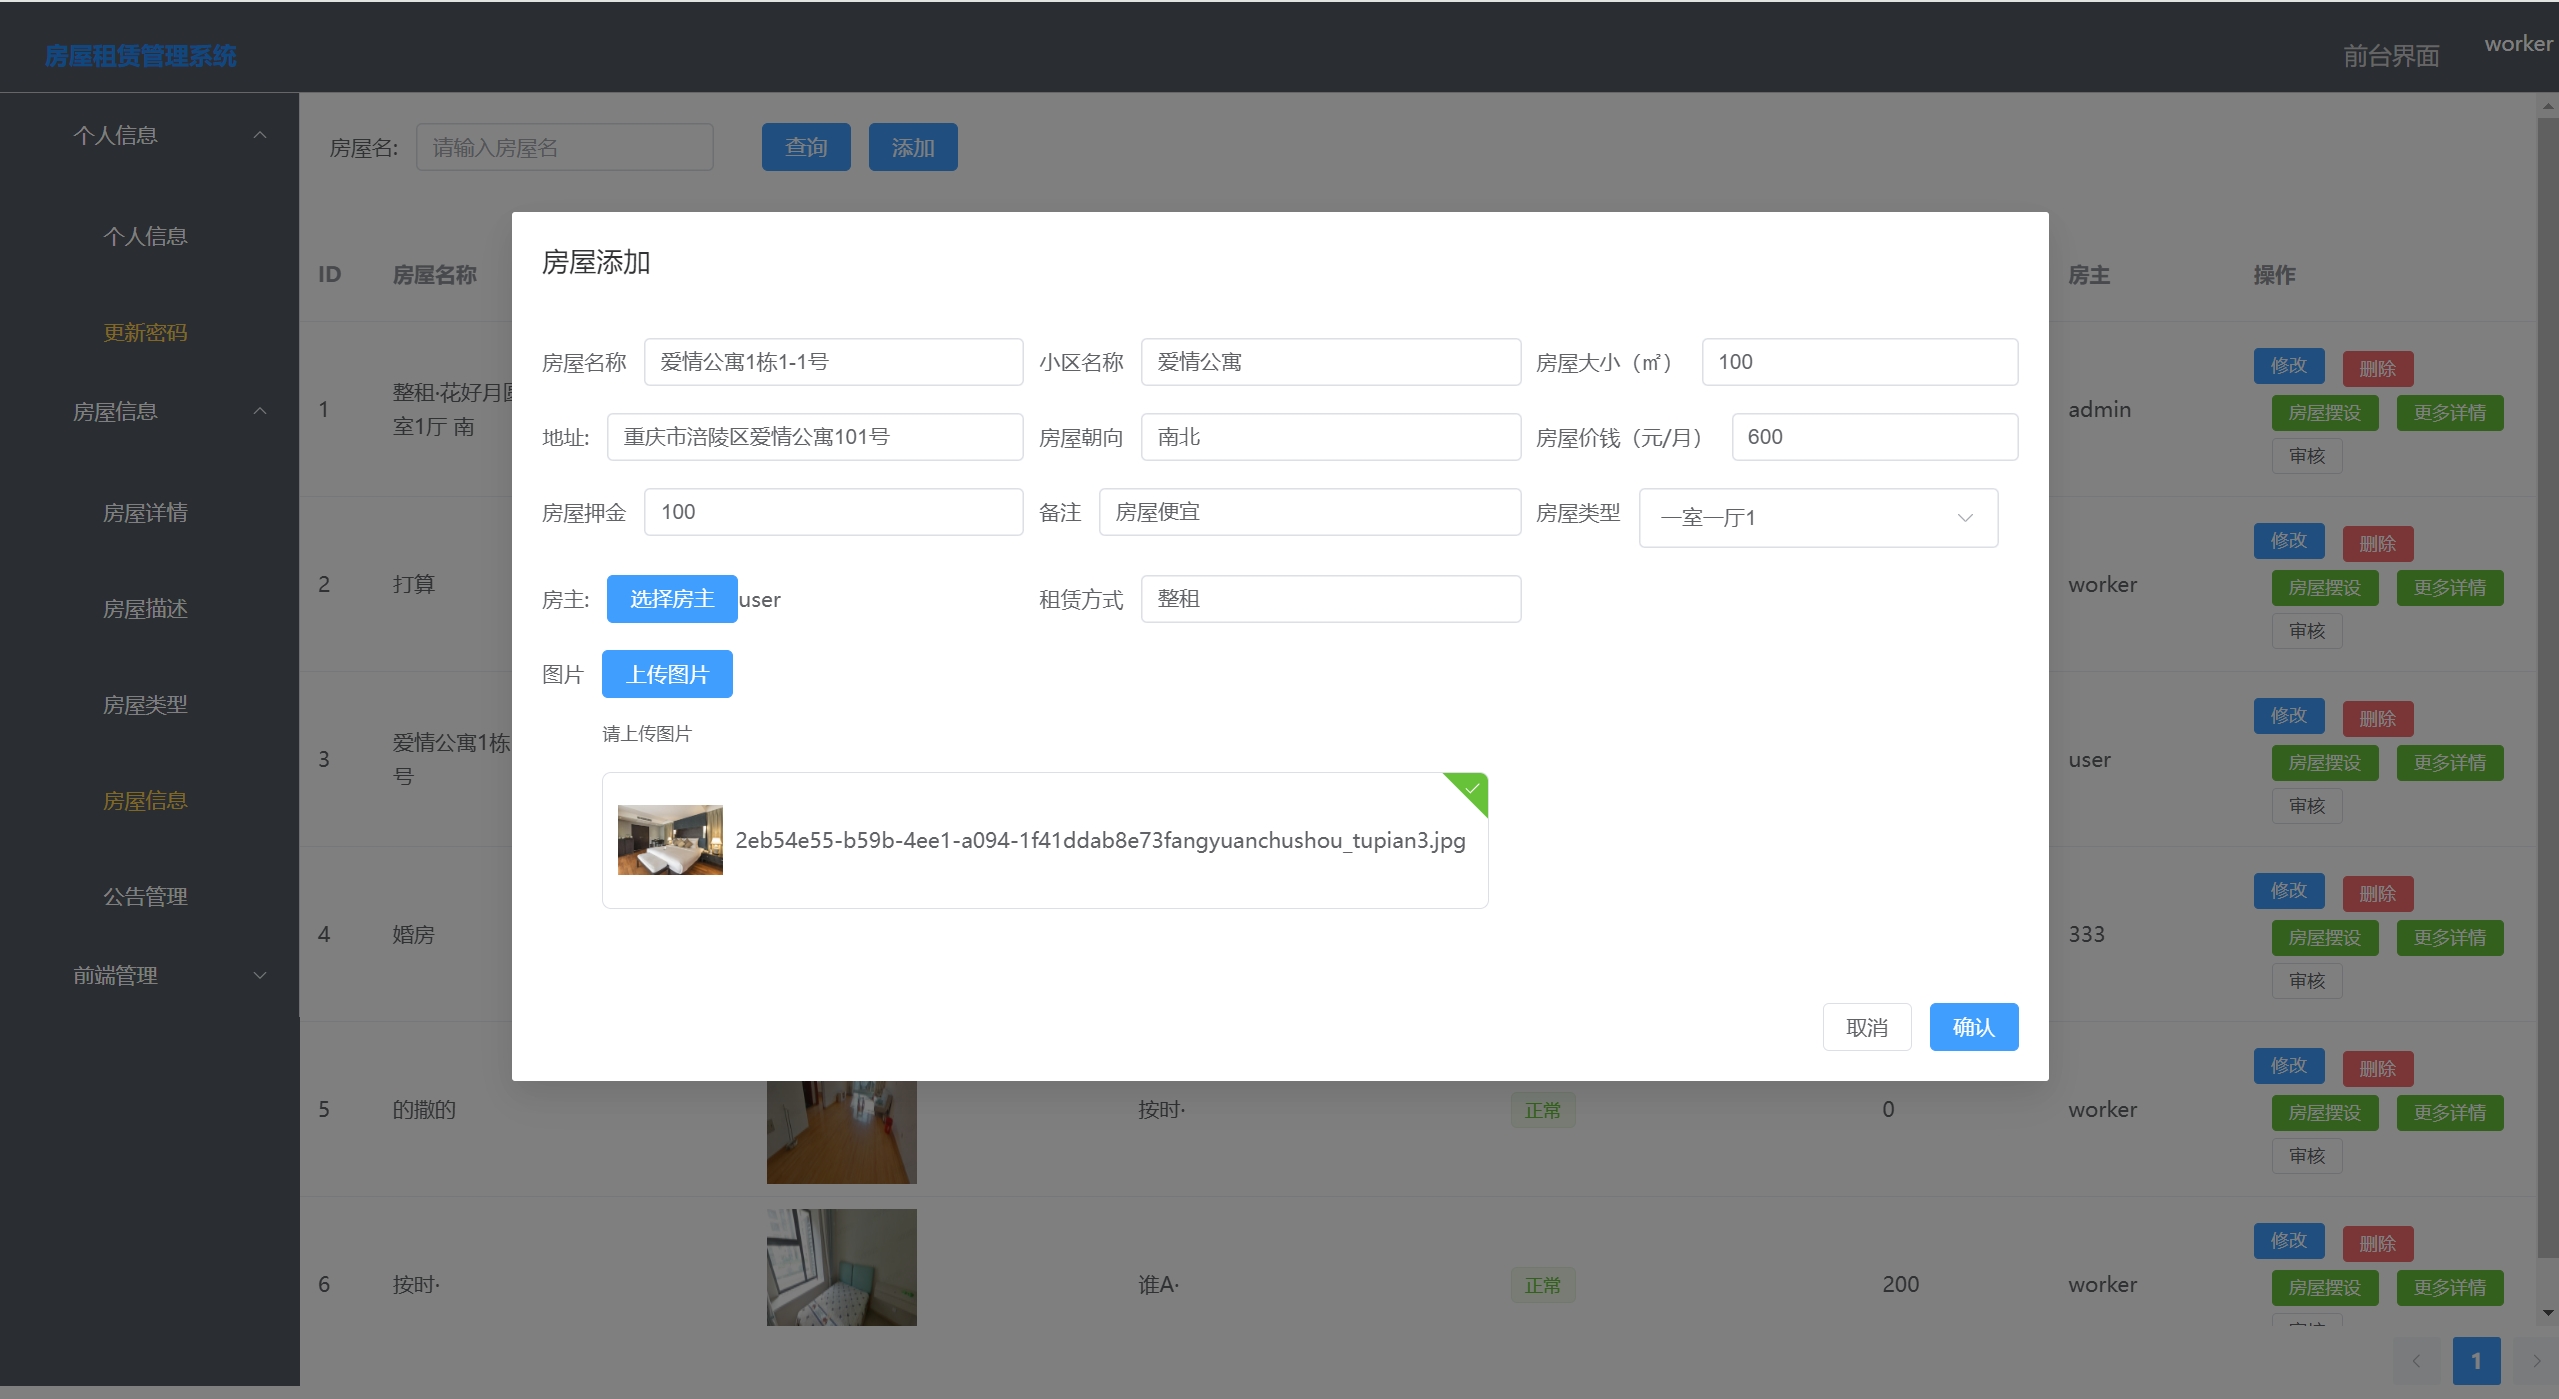 房屋租赁管理系统
前台界面
worker
个人信息
个人信息
更新密码
房屋信息
房屋详情
房屋描述
房屋类型
房屋信息
公告管理
前端管理
房屋名:
请输入房屋名
查询
添加
ID
房屋名称
房主
操作
房屋添加
房屋名称
爱情公寓1栋1-1号
小区名称
爱情公寓
房屋大小（㎡）
100
地址:
重庆市涪陵区爱情公寓101号
房屋朝向
南北
房屋价钱（元/月）
600
房屋押金
100
备注
房屋便宜
房屋类型
一室一厅1
房主:
选择房主
user
租赁方式
整租
图片
上传图片
请上传图片
2eb54e55-b59b-4ee1-a094-1f41ddab8e73fangyuanchushou_tupian3.jpg
取消
确认
1
整租·花好月
室1厅 南
admin
修改
删除
房屋摆设
更多详情
审核
2
打算
worker
修改
删除
房屋摆设
更多详情
审核
3
爱情公寓1栋
号
user
修改
删除
房屋摆设
更多详情
审核
4
婚房
333
修改
删除
房屋摆设
更多详情
审核
5
的撒的
按时·
正常
0
worker
修改
删除
房屋摆设
更多详情
审核
6
按时·
谁A·
正常
200
worker
修改
删除
房屋摆设
更多详情
1